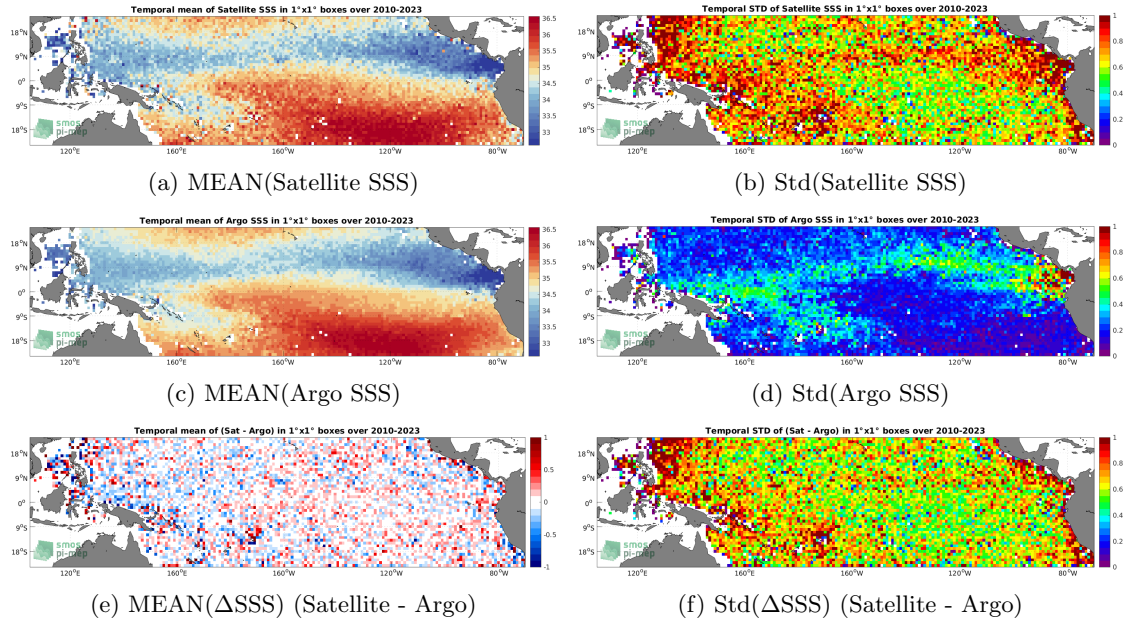 Temporal mean of Satellite SSS in 1°x1° boxes over 2010-2023
18°N
9°N
0°
9°S
18°S
120°E
160°E
160°W
120°W
80°W
36.5
36
35.5
35
34.5
34
33.5
33
smos
pi-mep
(a) MEAN(Satellite SSS)
Temporal STD of Satellite SSS in 1°x1° boxes over 2010-2023
18°N
9°N
0°
9°S
18°S
120°E
160°E
160°W
120°W
80°W
1
0.8
0.6
0.4
0.2
0
smos
pi-mep
(b) Std(Satellite SSS)
Temporal mean of Argo SSS in 1°x1° boxes over 2010-2023
18°N
9°N
0°
9°S
18°S
120°E
160°E
160°W
120°W
80°W
36.5
36
35.5
35
34.5
34
33.5
33
smos
pi-mep
(c) MEAN(Argo SSS)
Temporal STD of Argo SSS in 1°x1° boxes over 2010-2023
18°N
9°N
0°
9°S
18°S
120°E
160°E
160°W
120°W
80°W
1
0.8
0.6
0.4
0.2
0
smos
pi-mep
(d) Std(Argo SSS)
Temporal mean of (Sat - Argo) in 1°x1° boxes over 2010-2023
18°N
9°N
0°
9°S
18°S
120°E
160°E
160°W
120°W
80°W
1
0.5
0
-0.5
-1
smos
pi-mep
(e) MEAN(ΔSSS) (Satellite - Argo)
Temporal STD of (Sat - Argo) in 1°x1° boxes over 2010-2023
18°N
9°N
0°
9°S
18°S
120°E
160°E
160°W
120°W
80°W
1
0.8
0.6
0.4
0.2
0
smos
pi-mep
(f) Std(ΔSSS) (Satellite - Argo)